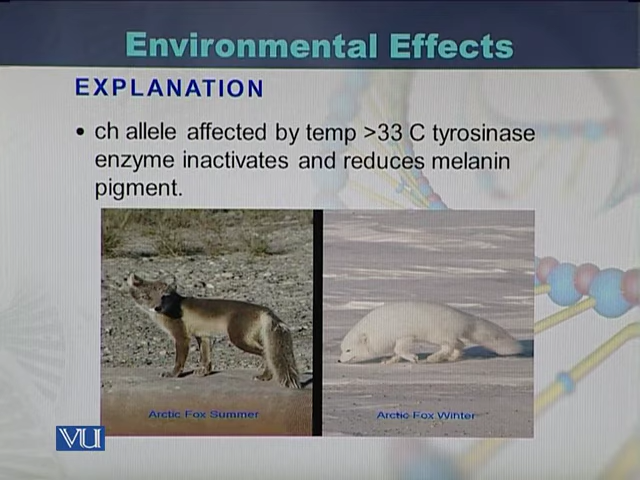 Environmental Effects
EXPLANATION
• ch allele affected by temp >33 C tyrosinase
enzyme inactivates and reduces melanin
pigment.
Arctic Fox Summer
Arctic Fox Winter
VU